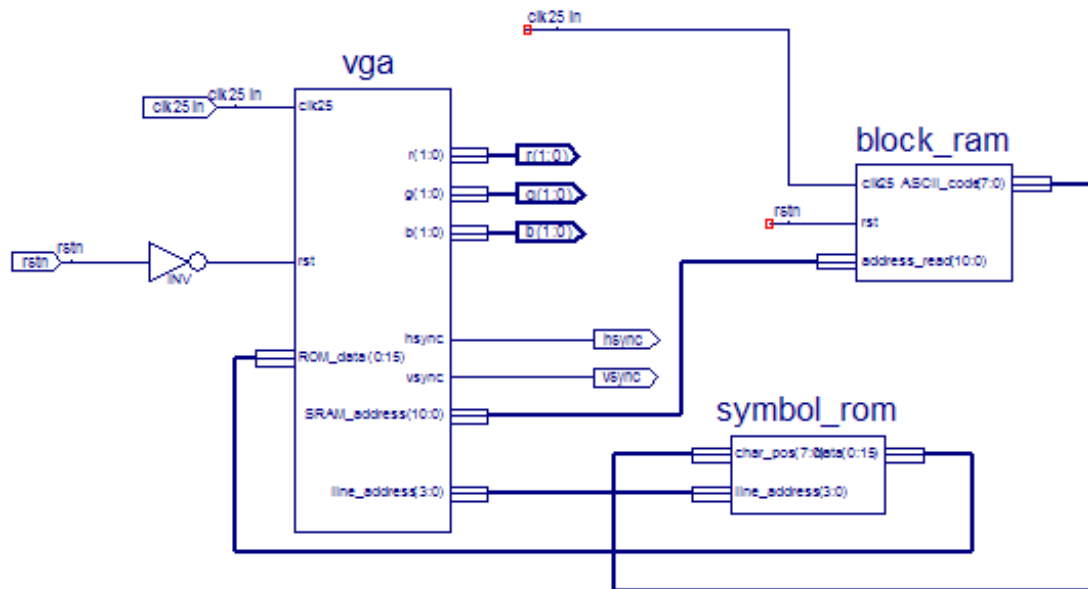 clk25 in
vga
clk25 in
clk25 in
clk25
block_ram
r(1:0)
r(1:0)
clk25 ASCII_code(7:0)
g(1:0)
g(1:0)
rstn
rst
b(1:0)
b(1:0)
rstn
rstn
INV
rst
address_read(10:0)
hsync
hsync
ROM_data(0:15)
vsync
vsync
SRAM_address(10:0)
symbol_rom
char_pos(7:0)
data(0:15)
line_address(3:0)
line_address(3:0)